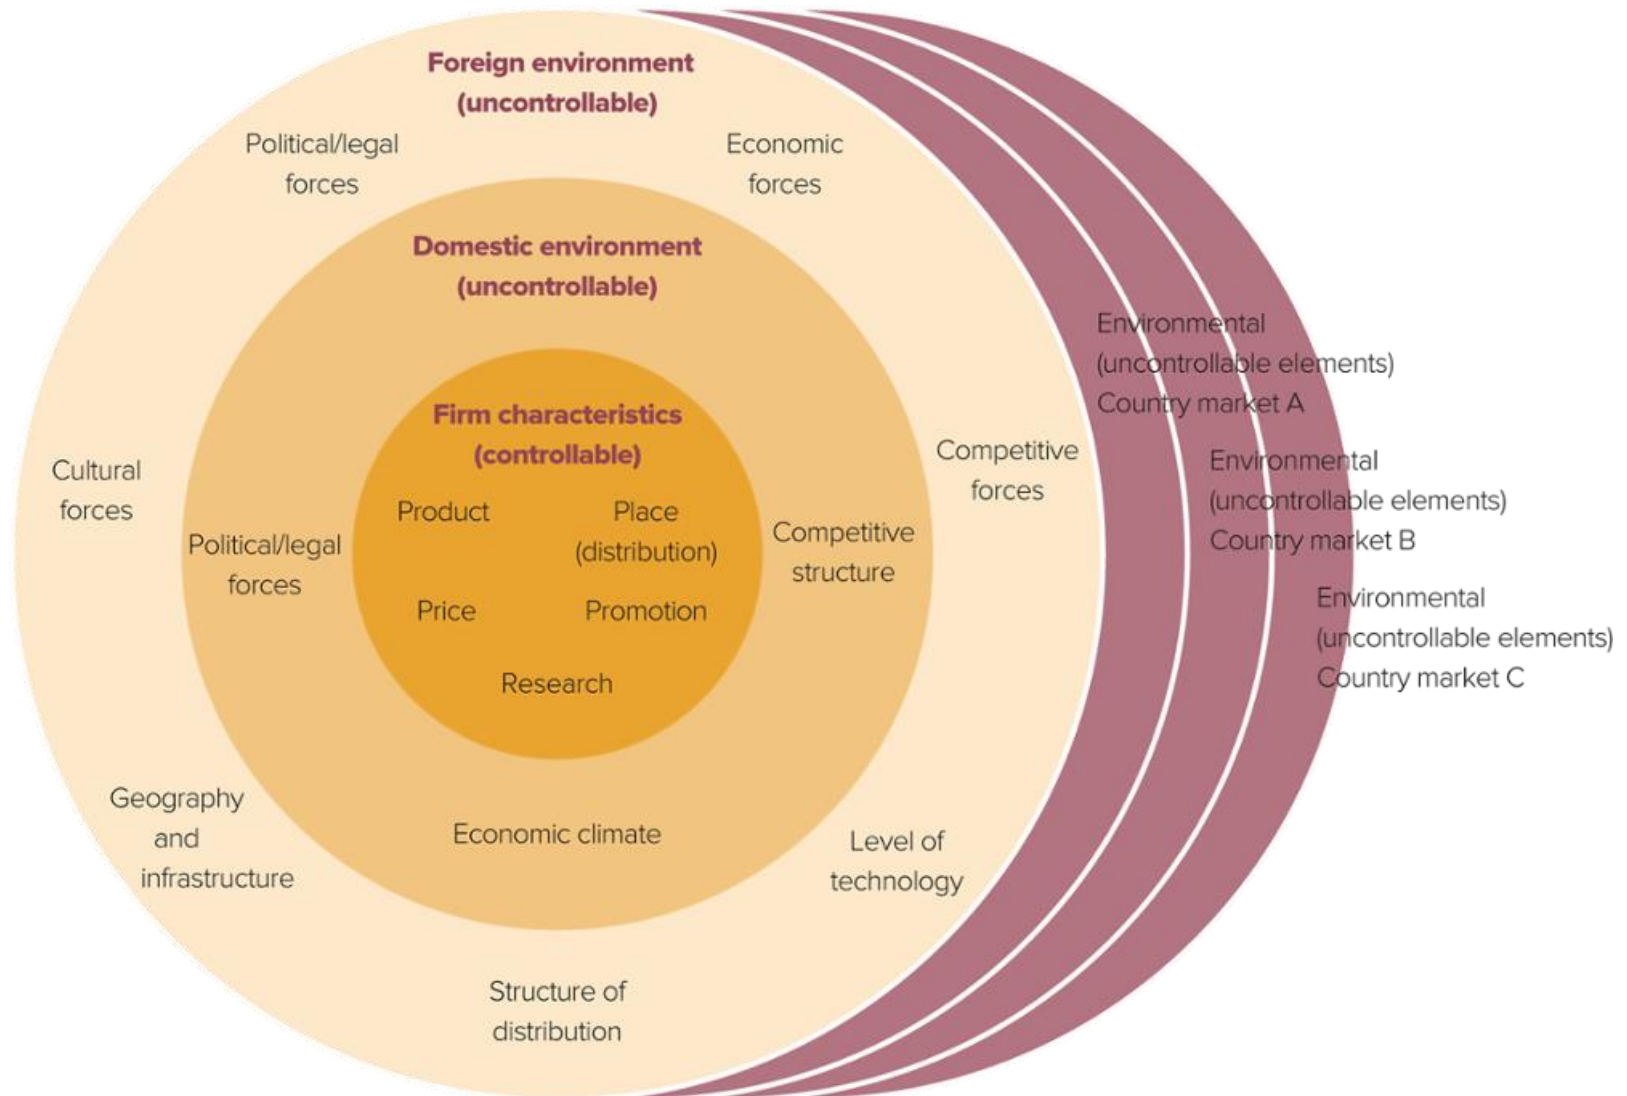 Foreign environment
(uncontrollable)
Political/legal
forces
Economic
forces
Domestic environment
(uncontrollable)
Firm characteristics
(controllable)
Product
Place
(distribution)
Price
Promotion
Research
Cultural
forces
Political/legal
forces
Competitive
structure
Competitive
forces
Economic climate
Geography
and
infrastructure
Level of
technology
Structure of
distribution
Environmental
(uncontrollable elements)
Country market A
Environmental
(uncontrollable elements)
Country market B
Environmental
(uncontrollable elements)
Country market C